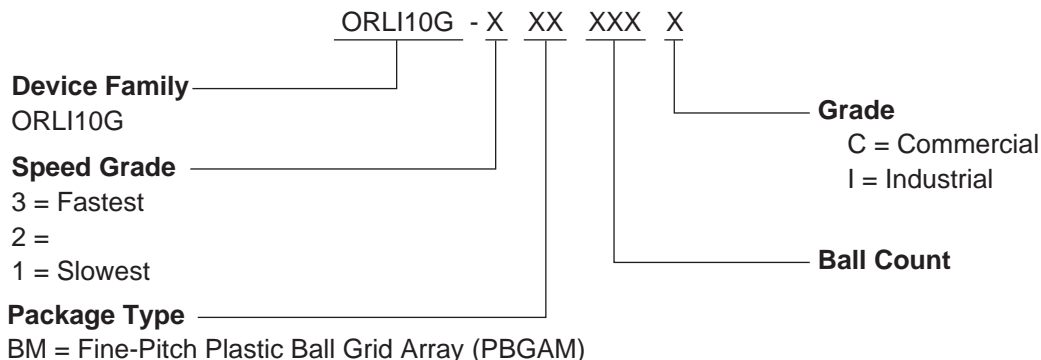 ORLI10G - X XX XXX X
Device Family
ORLI10G
Speed Grade
3 = Fastest
2 =
1 = Slowest
Package Type
BM = Fine-Pitch Plastic Ball Grid Array (PBGAM)
Grade
C = Commercial
I = Industrial
Ball Count